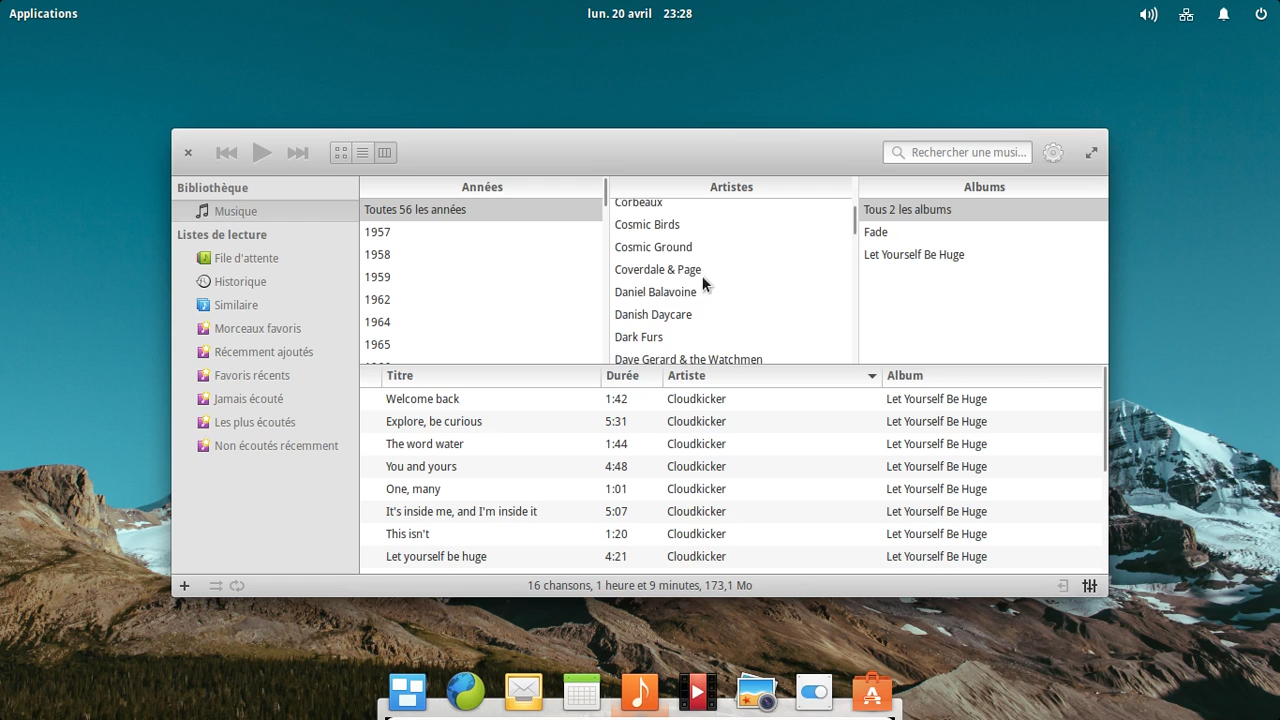 Applications
lun. 20 avril 23:28
Rechercher une musi...
Bibliothèque
Musique
Listes de lecture
File d'attente
Historique
Similaire
Morceaux favoris
Récemment ajoutés
Favoris récents
Jamais écouté
Les plus écoutés
Non écoutés récemment
Années
Toutes 56 les années
1957
1958
1959
1962
1964
1965
Artistes
Corbeaux
Cosmic Birds
Cosmic Ground
Coverdale & Page
Daniel Balavoine
Danish Daycare
Dark Furs
Dave Gerard & the Watchmen
Albums
Tous 2 les albums
Fade
Let Yourself Be Huge
Titre Durée Artiste Album
Welcome back 1:42 Cloudkicker Let Yourself Be Huge
Explore, be curious 5:31 Cloudkicker Let Yourself Be Huge
The word water 1:44 Cloudkicker Let Yourself Be Huge
You and yours 4:48 Cloudkicker Let Yourself Be Huge
One, many 1:01 Cloudkicker Let Yourself Be Huge
It's inside me, and I'm inside it 5:07 Cloudkicker Let Yourself Be Huge
This isn't 1:20 Cloudkicker Let Yourself Be Huge
Let yourself be huge 4:21 Cloudkicker Let Yourself Be Huge
16 chansons, 1 heure et 9 minutes, 173,1 Mo